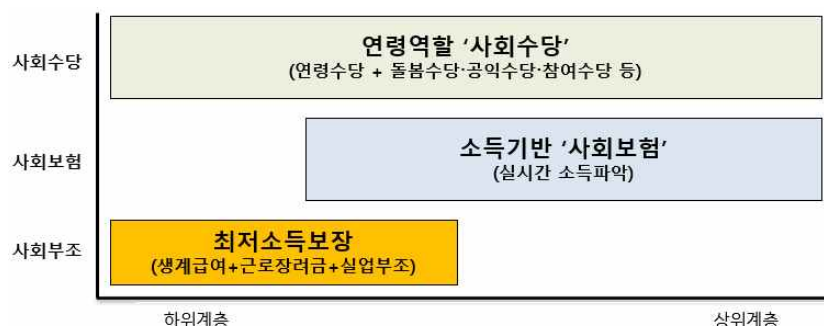 사회수당
연령역할 ‘사회수당’
(연령수당 + 돌봄수당·공익수당·참여수당 등)
사회보험
소득기반 ‘사회보험’
(실시간 소득파악)
사회부조
최저소득보장
(생계급여+근로장려금+실업부조)
하위계층
상위계층